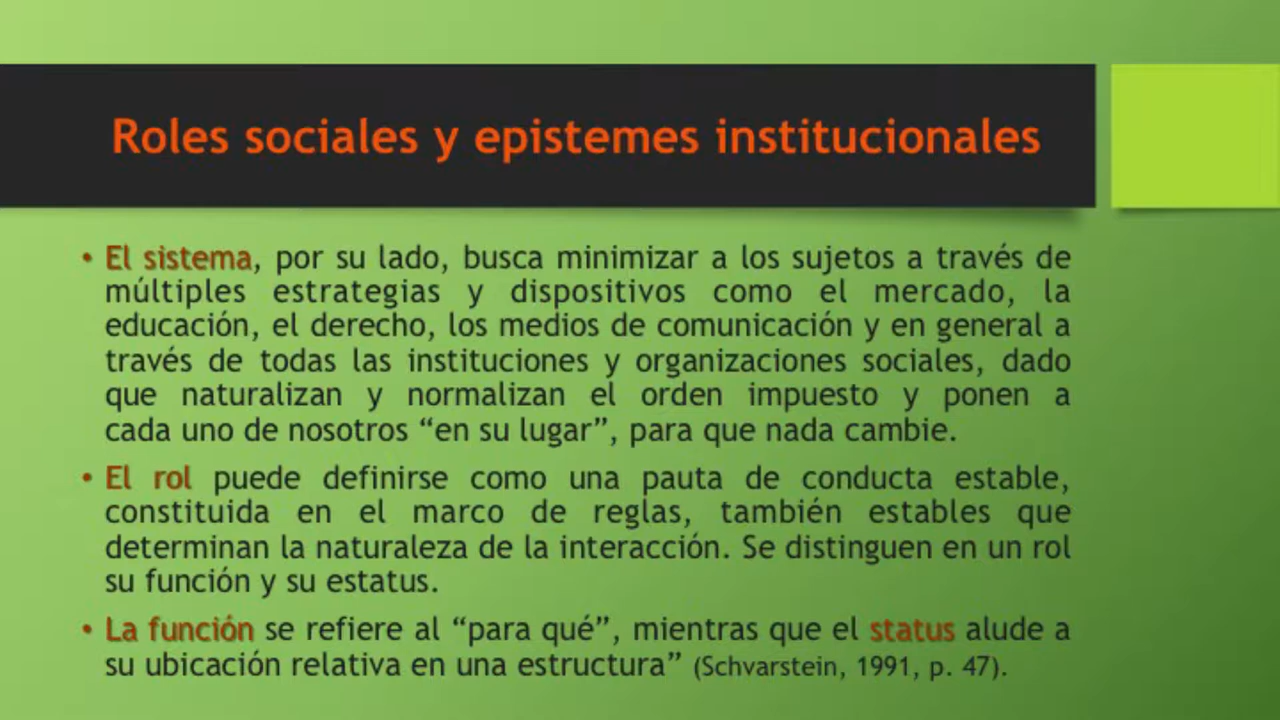 Roles sociales y epistemes institucionales
• El sistema, por su lado, busca minimizar a los sujetos a través de
múltiples estrategias y dispositivos como el mercado, la
educación, el derecho, los medios de comunicación y en general a
través de todas las instituciones y organizaciones sociales, dado
que naturalizan y normalizan el orden impuesto y ponen a
cada uno de nosotros “en su lugar”, para que nada cambie.
• El rol puede definirse como una pauta de conducta estable,
constituida en el marco de reglas, también estables que
determinan la naturaleza de la interacción. Se distinguen en un rol
su función y su estatus.
• La función se refiere al “para qué”, mientras que el status alude a
su ubicación relativa en una estructura” (Schvarstein, 1991, p. 47).